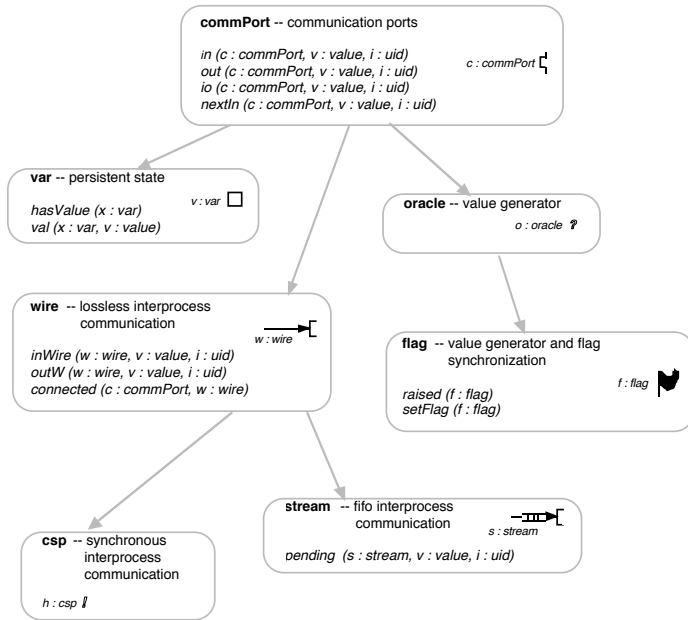 commPort -- communication ports
in (c : commPort, v : value, i : uid)
out (c : commPort, v : value, i : uid)
io (c : commPort, v : value, i : uid)
nextIn (c : commPort, v : value, i : uid)
c : commPort
var -- persistent state
v : var
hasValue (x : var)
val (x : var, v : value)
oracle -- value generator
o : oracle ?
wire -- lossless interprocess
communication
w : wire
inWire (w : wire, v : value, i : uid)
outW (w : wire, v : value, i : uid)
connected (c : commPort, w : wire)
flag -- value generator and flag
synchronization
f : flag
raised (f : flag)
setFlag (f : flag)
csp -- synchronous
interprocess
communication
h : csp !
stream -- fifo interprocess
communication
s : stream
pending (s : stream, v : value, i : uid)